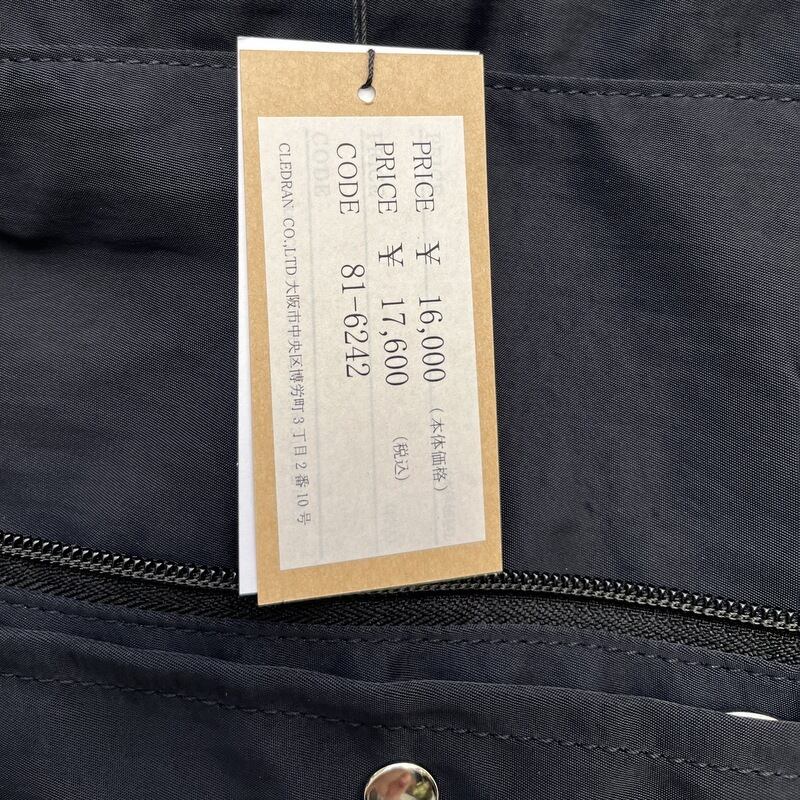 PRICE ¥ 16,000 (本体価格)
PRICE ¥ 17,600 (税込)
CODE 81-6242
CLEDRAN CO.,LTD 大阪市中央区博労町3丁目2番10号